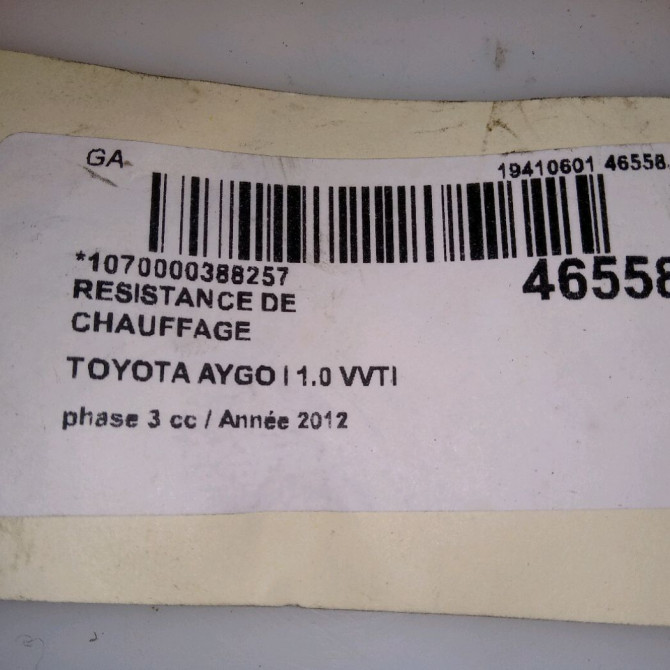 GA
19410601 46558
*1070000388257
46558
RESISTANCE DE
CHAUFFAGE
TOYOTA AYGO I 1.0 VVTI
phase 3 cc / Année 2012